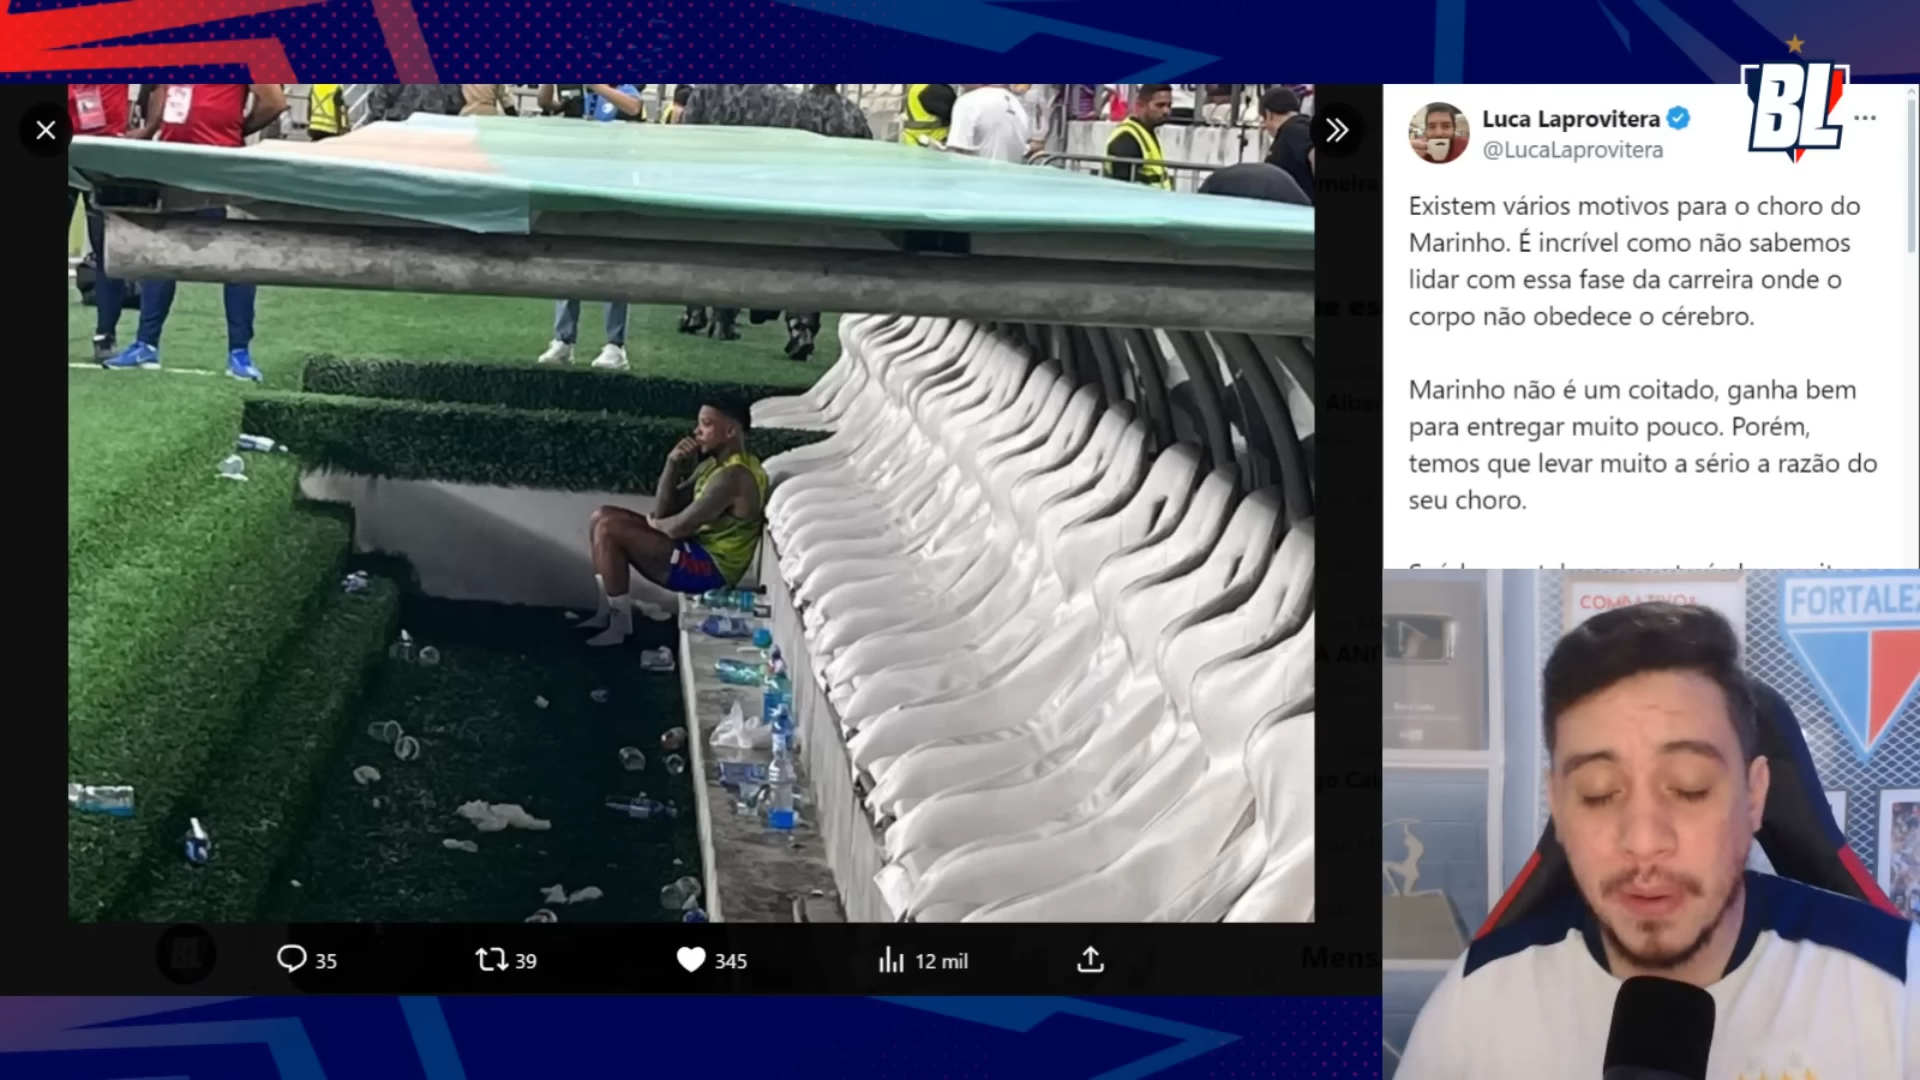 BL
Luca Laprovitera
@LucaLaprovitera
Existem vários motivos para o choro do
Marinho. É incrível como não sabemos
lidar com essa fase da carreira onde o
corpo não obedece o cérebro.
Marinho não é um coitado, ganha bem
para entregar muito pouco. Porém,
temos que levar muito a sério a razão do
seu choro.
COMBATIVOS
FORTALEZ
35
39
345
12 mil
Mens